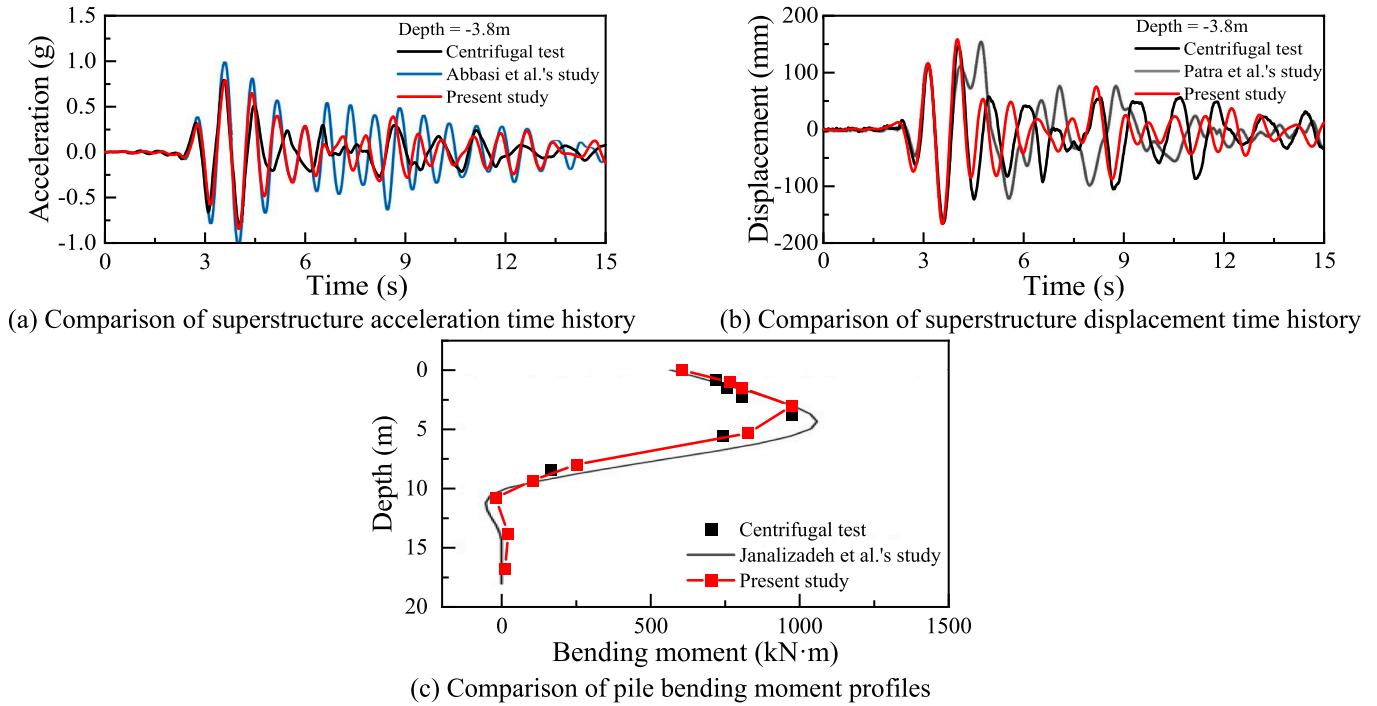 Depth = -3.8m
Centrifugal test
Abbasi et al.'s study
Present study
Acceleration (g)
1.5
1.0
0.5
0.0
-0.5
-1.0
0 3 6 9 12 15
Time (s)
(a) Comparison of superstructure acceleration time history
Depth = -3.8m
Centrifugal test
Patra et al.'s study
Present study
Displacement (mm)
200
100
0
-100
-200
0 3 6 9 12 15
Time (s)
(b) Comparison of superstructure displacement time history
Depth (m)
0
5
10
15
20
Centrifugal test
Janalizadeh et al.'s study
Present study
0 500 1000 1500
Bending moment (kN·m)
(c) Comparison of pile bending moment profiles